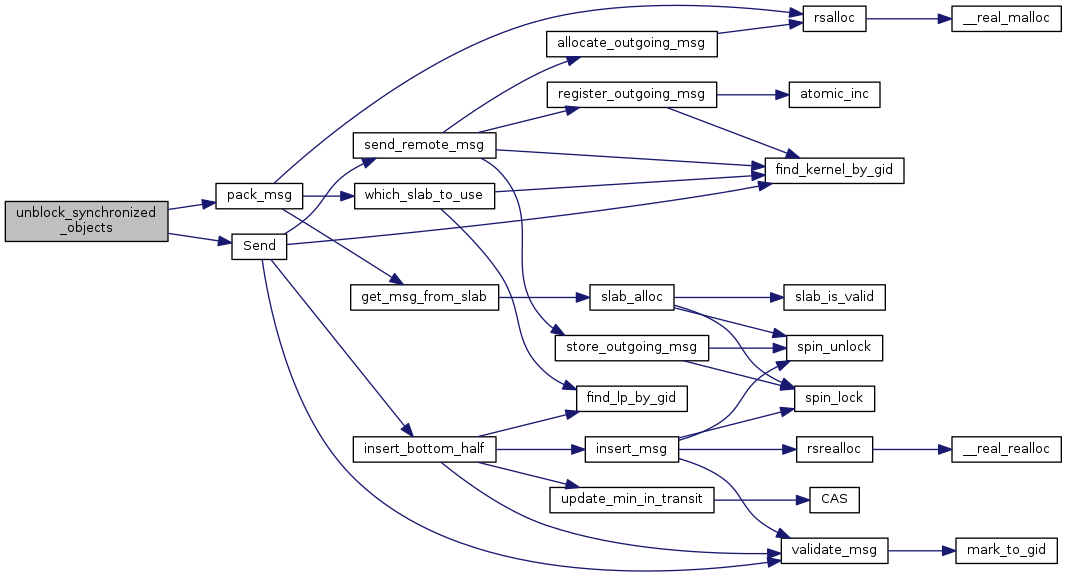 rsalloc
__real_malloc
allocate_outgoing_msg
register_outgoing_msg
atomic_inc
send_remote_msg
find_kernel_by_gid
pack_msg
which_slab_to_use
unblock_synchronized
_objects
Send
get_msg_from_slab
slab_alloc
slab_is_valid
store_outgoing_msg
spin_unlock
find_lp_by_gid
spin_lock
insert_bottom_half
insert_msg
rsrealloc
__real_realloc
update_min_in_transit
CAS
validate_msg
mark_to_gid